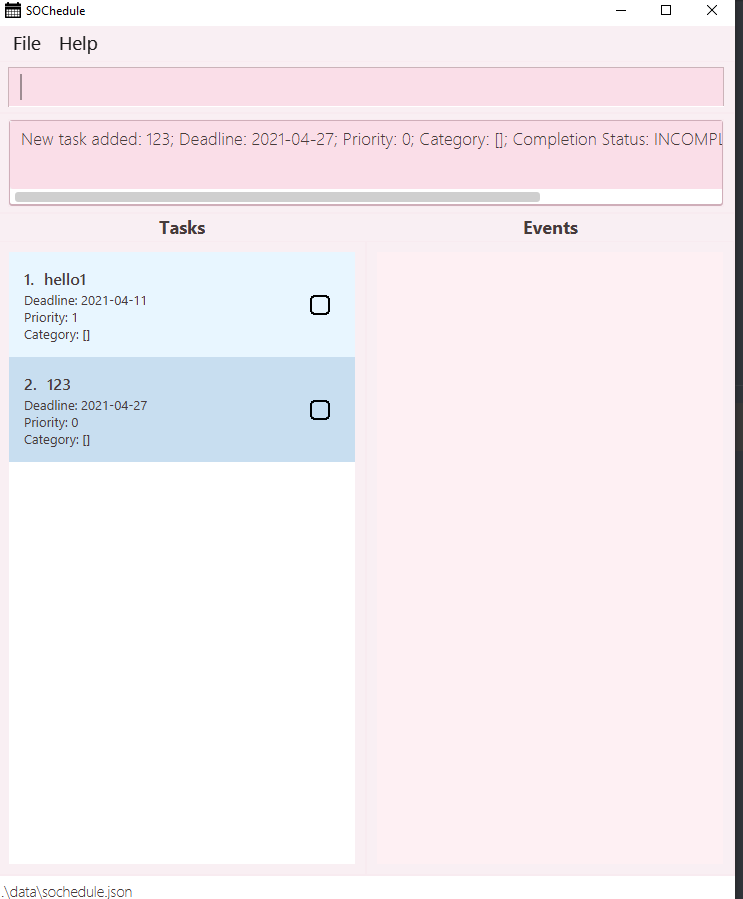 SOChedule
File Help
New task added: 123; Deadline: 2021-04-27; Priority: 0; Category: []; Completion Status: INCOMPL
Tasks Events
1. hello1
Deadline: 2021-04-11
Priority: 1
Category: []
2. 123
Deadline: 2021-04-27
Priority: 0
Category: []
.\data\sochedule.json